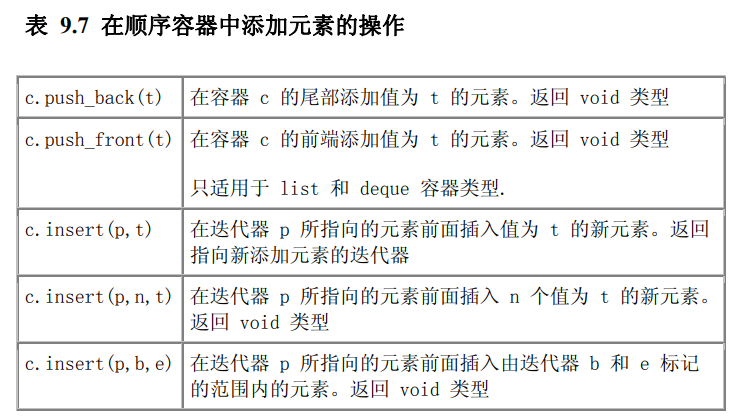 表 9.7 在顺序容器中添加元素的操作
c.push_back(t) 在容器 c 的尾部添加值为 t 的元素。返回 void 类型
c.push_front(t) 在容器 c 的前端添加值为 t 的元素。返回 void 类型
只适用于 list 和 deque 容器类型.
c.insert(p,t) 在迭代器 p 所指向的元素前面插入值为 t 的新元素。返回
指向新添加元素的迭代器
c.insert(p,n,t) 在迭代器 p 所指向的元素前面插入 n 个值为 t 的新元素。
返回 void 类型
c.insert(p,b,e) 在迭代器 p 所指向的元素前面插入由迭代器 b 和 e 标记
的范围内的元素。返回 void 类型